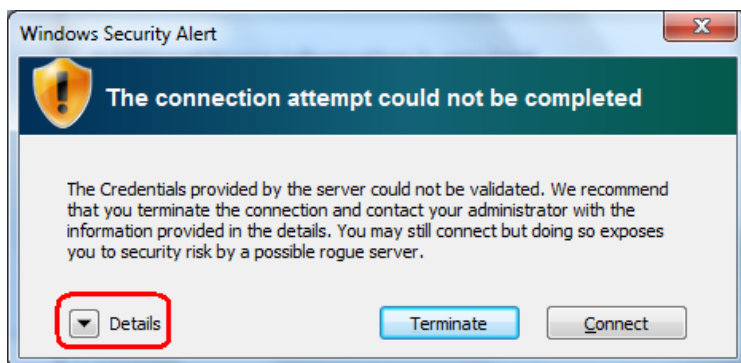 Windows Security Alert
The connection attempt could not be completed
The Credentials provided by the server could not be validated. We recommend
that you terminate the connection and contact your administrator with the
information provided in the details. You may still connect but doing so exposes
you to security risk by a possible rogue server.
Details Terminate Connect